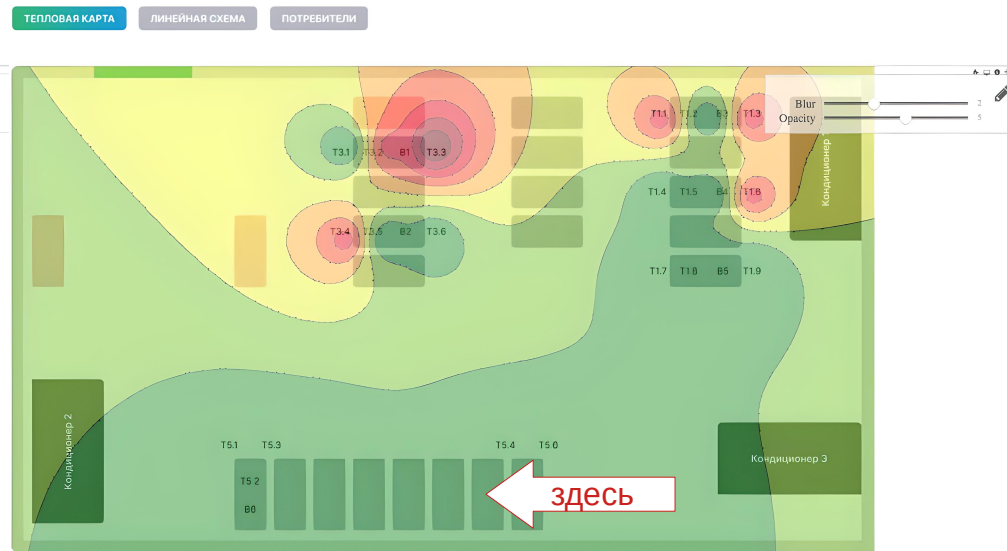 ТЕПЛОВАЯ КАРТА
ЛИНЕЙНАЯ СХЕМА
ПОТРЕБИТЕЛИ
Blur 2
Opacity 5
T1.1 T1.2 B3 T1.3
T3.1 T3.2 B1 T3.3
Кондиционер
T1.4 T1.5 B4 T1.6
T3.4 T3.5 B2 T3.6
T1.7 T1.8 B5 T1.9
Кондиционер 2
T5.1 T5.3 T5.4 T5.0
Кондиционер 3
T5.2
здесь
B6